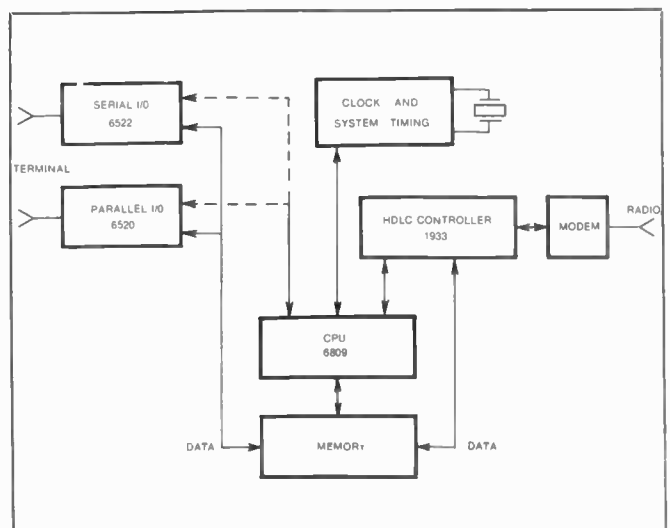 SERIAL I/O
6522
CLOCK AND
SYSTEM TIMING
TERMINAL
PARALLEL I/O
6520
HDLC CONTROLLER
1933
MODEM
RADIO
CPU
6809
DATA
MEMORY
DATA